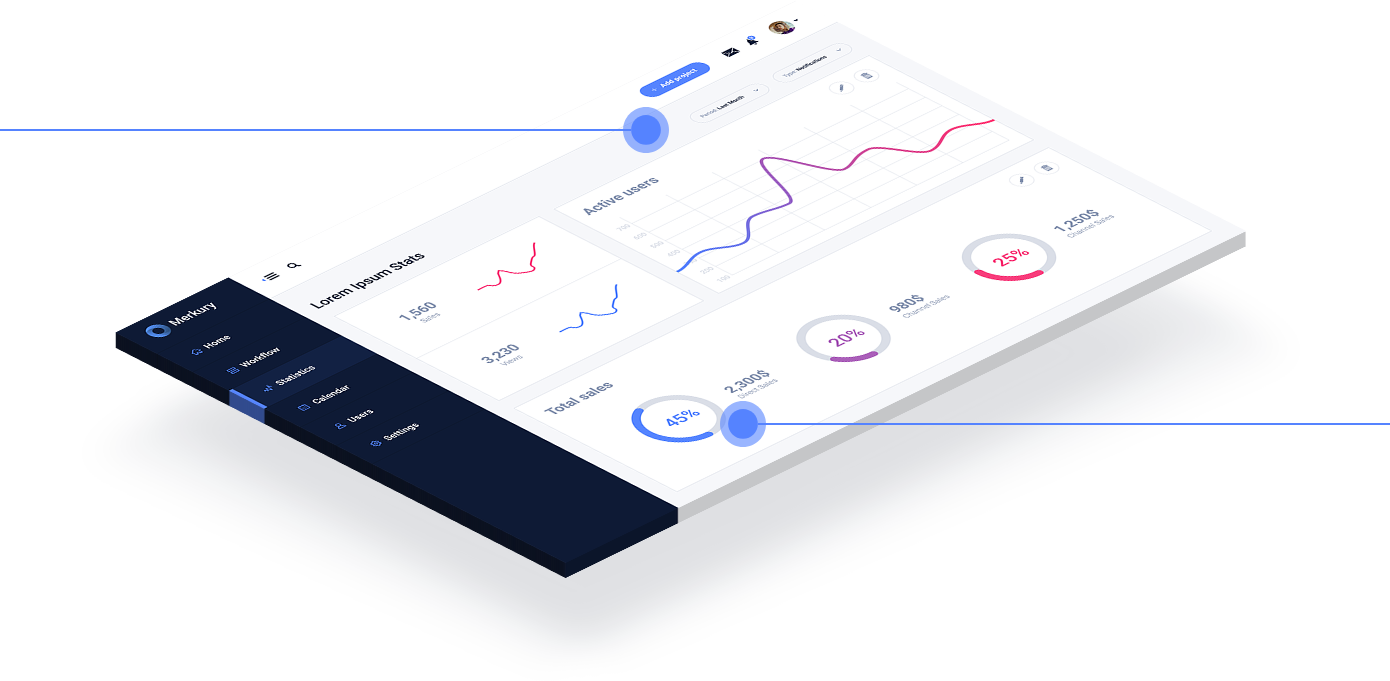 Merkury
Home
Workflow
Statistics
Calendar
Users
Settings
+ Add project
Lorem Ipsum Stats
Period: Last Month
Type: Notifications
1,560
Sales
3,230
Views
Active users
700
600
500
400
200
100
Total sales
45%
2,300$
Direct Sales
20%
980$
Channel Sales
25%
1,250$
Channel Sales